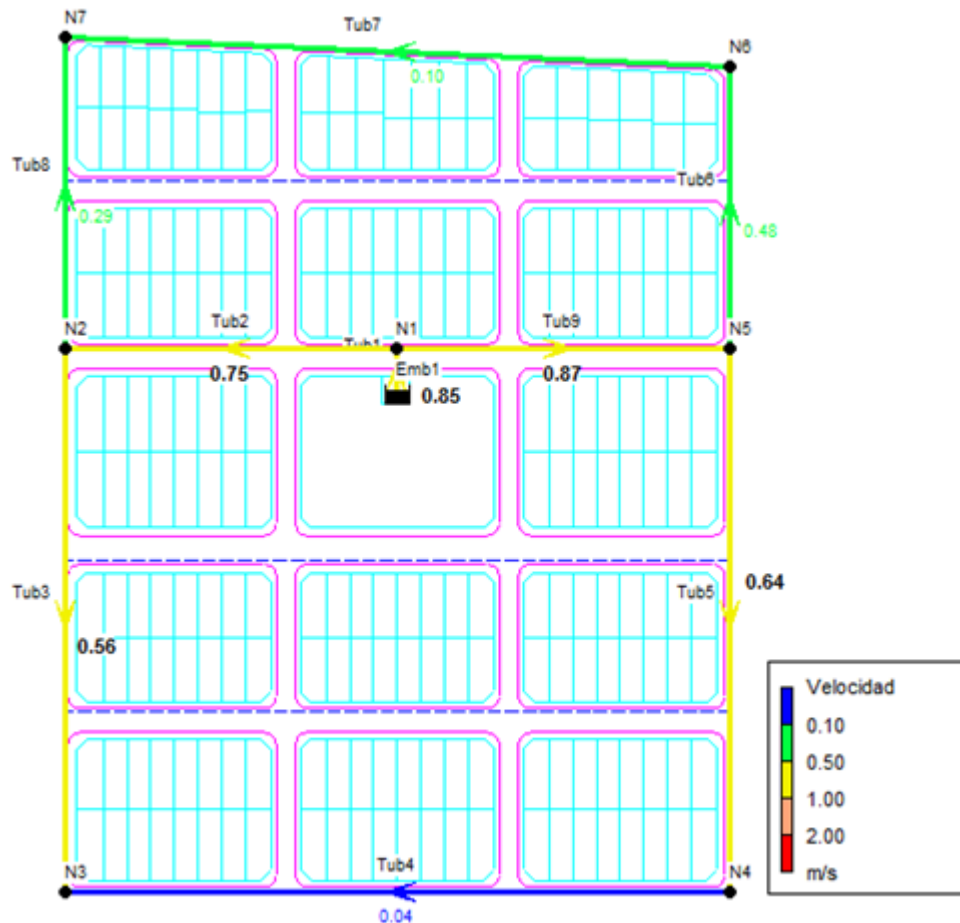 N7
Tub7
N6
0.10
Tub8
Tub6
0.29
0.48
N2
Tub2
N1
Tub9
N5
Tub1
0.75
Emb1
0.87
0.85
Tub3
Tub5
0.64
0.56
Velocidad
0.10
0.50
1.00
2.00
m/s
N3
Tub4
N4
0.04